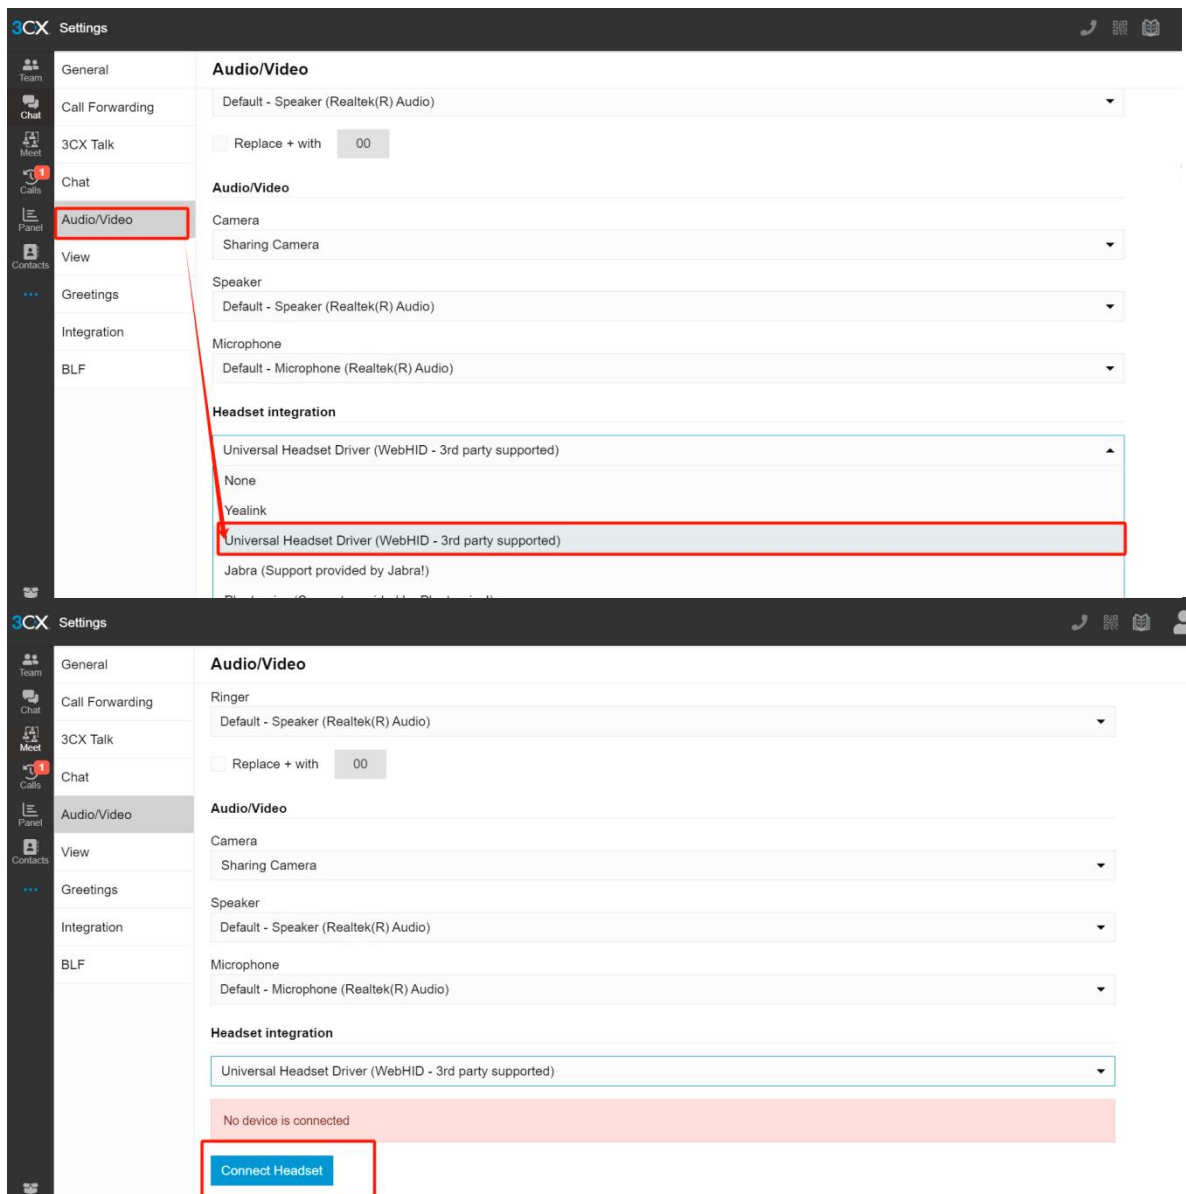 3CX Settings
Team
Chat
Meet
1
Calls
Panel
Contacts
General
Call Forwarding
3CX Talk
Chat
Audio/Video
View
Greetings
Integration
BLF
Audio/Video
Default - Speaker (Realtek(R) Audio)
Replace + with 00
Audio/Video
Camera
Sharing Camera
Speaker
Default - Speaker (Realtek(R) Audio)
Microphone
Default - Microphone (Realtek(R) Audio)
Headset integration
Universal Headset Driver (WebHID - 3rd party supported)
None
Yealink
Universal Headset Driver (WebHID - 3rd party supported)
Jabra (Support provided by Jabra!)
3CX Settings
Team
Chat
Meet
1
Calls
Panel
Contacts
General
Call Forwarding
3CX Talk
Chat
Audio/Video
View
Greetings
Integration
BLF
Audio/Video
Ringer
Default - Speaker (Realtek(R) Audio)
Replace + with 00
Audio/Video
Camera
Sharing Camera
Speaker
Default - Speaker (Realtek(R) Audio)
Microphone
Default - Microphone (Realtek(R) Audio)
Headset integration
Universal Headset Driver (WebHID - 3rd party supported)
No device is connected
Connect Headset